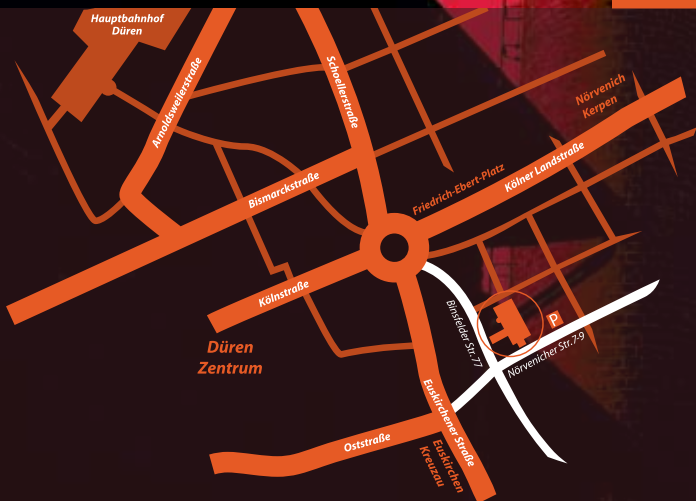 Hauptbahnhof
Düren
Arnoldsweilerstraße
Schoellerstraße
Nörvenich
Kerpen
Bismarckstraße
Friedrich-Ebert-Platz
Kölner Landstraße
Kölnstraße
Düren
Zentrum
Binsfelder Str. 77
P
Nörvenicher Str.7-9
Oststraße
Euskirchener Straße
Euskirchen
Kreuzau